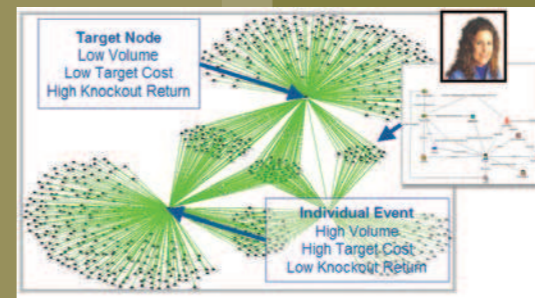 Target Node
Low Volume
Low Target Cost
High Knockout Return
Individual Event
High Volume
High Target Cost
Low Knockout Return